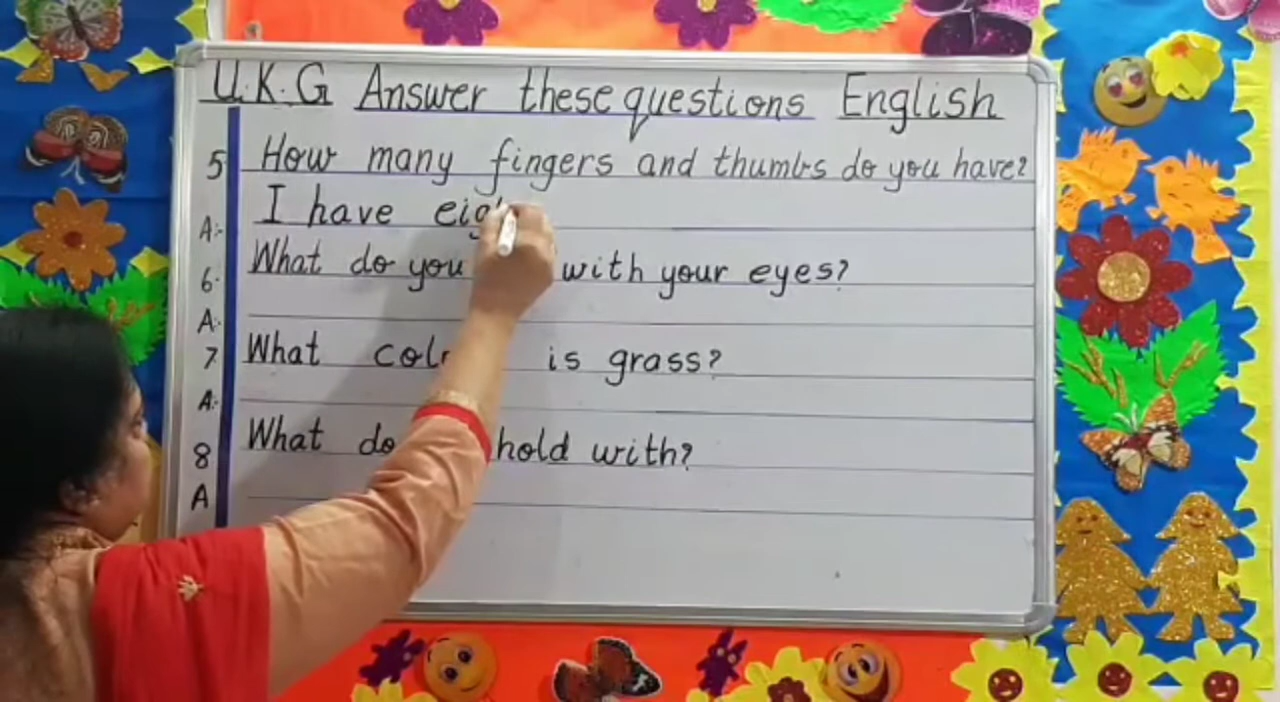 U.K.G Answer these questions English
5 How many fingers and thumbs do you have?
A:- I have eig
6. What do you with your eyes?
A:-
7 What colo is grass?
A:-
8 What do hold with?
A